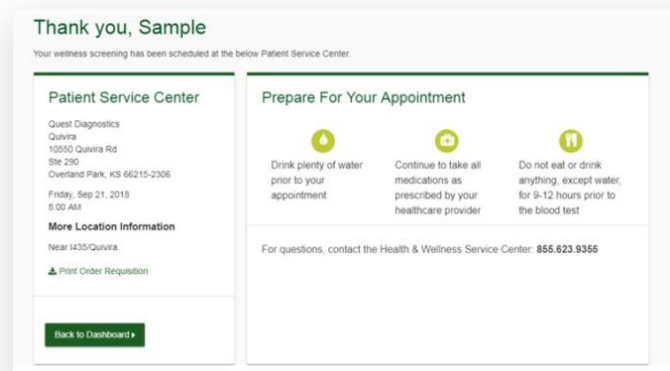 Thank you, Sample
Your wellness screening has been scheduled at the below Patient Service Center.
Patient Service Center
Quest Diagnostics
Quivira
10550 Quivira Rd
Ste 290
Overland Park, KS 66215-2306
Friday, Sep 21, 2018
8:00 AM
More Location Information
Near I435/Quivira.
Print Order Requisition
Back to Dashboard
Prepare For Your Appointment
Drink plenty of water
prior to your
appointment
Continue to take all
medications as
prescribed by your
healthcare provider
Do not eat or drink
anything, except water,
for 9-12 hours prior to
the blood test
For questions, contact the Health & Wellness Service Center: 855.623.9355